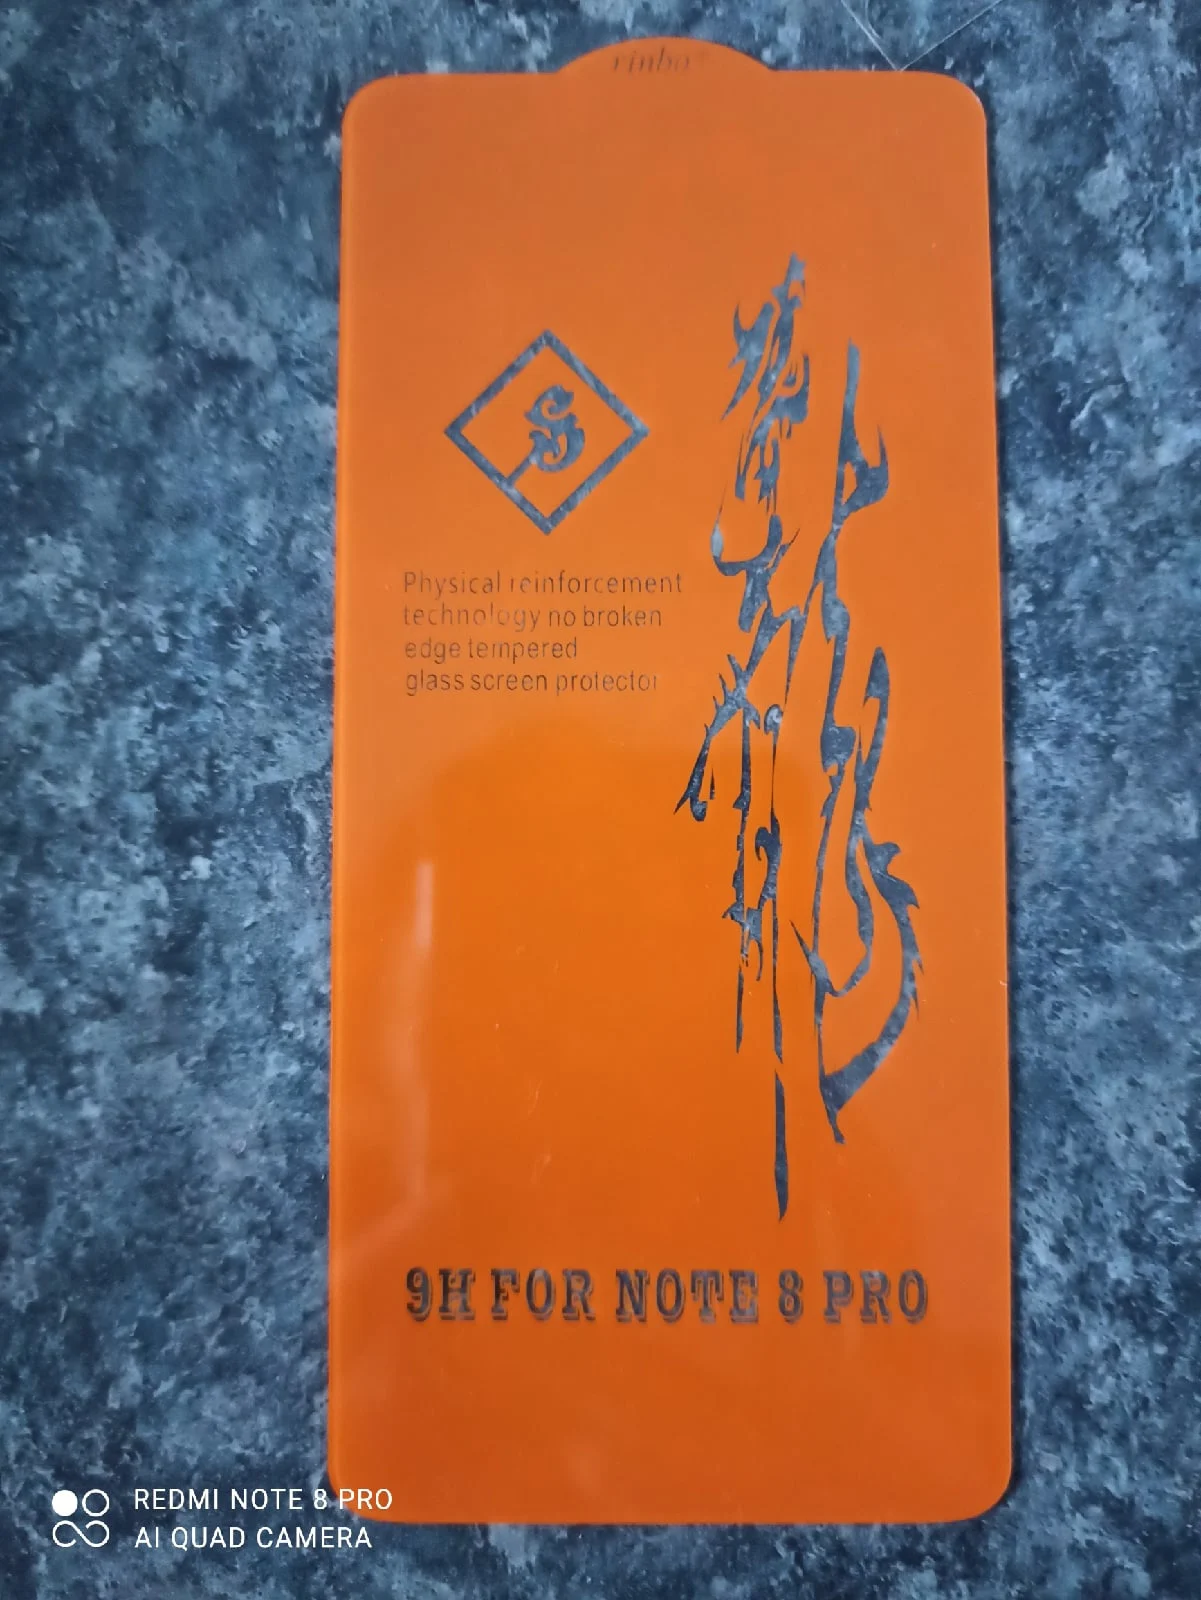 rinbo
S
Physical reinforcement
technology no broken
edge tempered
glass screen protector
9H FOR NOTE 8 PRO
REDMI NOTE 8 PRO
AI QUAD CAMERA